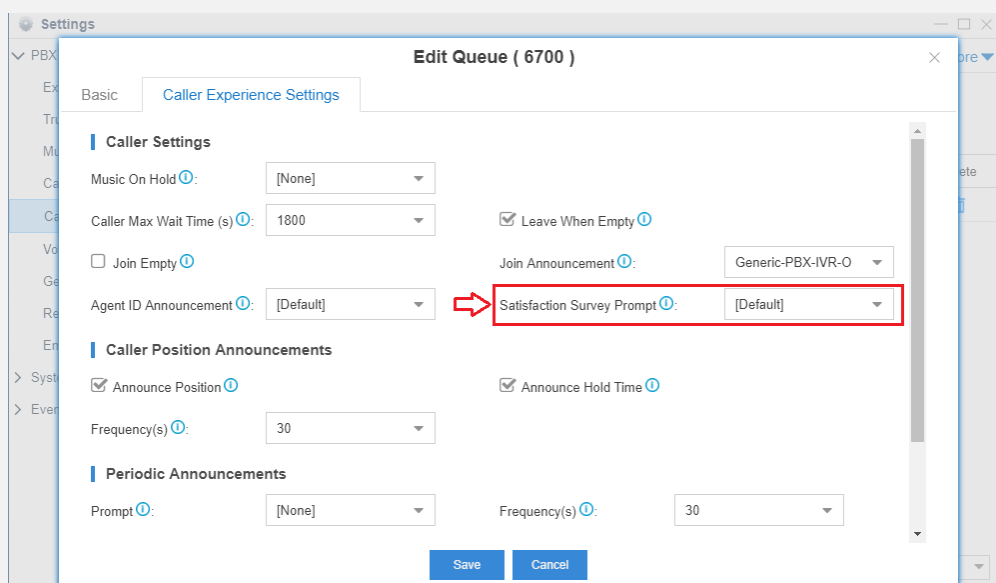 Settings
PBX
ore
Edit Queue ( 6700 )
Basic
Caller Experience Settings
Caller Settings
Music On Hold : [None]
Caller Max Wait Time (s) : 1800 Leave When Empty
Join Empty Join Announcement : Generic-PBX-IVR-O
Agent ID Announcement : [Default] Satisfaction Survey Prompt : [Default]
Caller Position Announcements
Announce Position Announce Hold Time
Frequency(s) : 30
Periodic Announcements
Prompt : [None] Frequency(s) : 30
Save Cancel
Ex
Tru
Mu
Ca
Ca
Vo
Ge
Re
Em
Syst
Even
ete